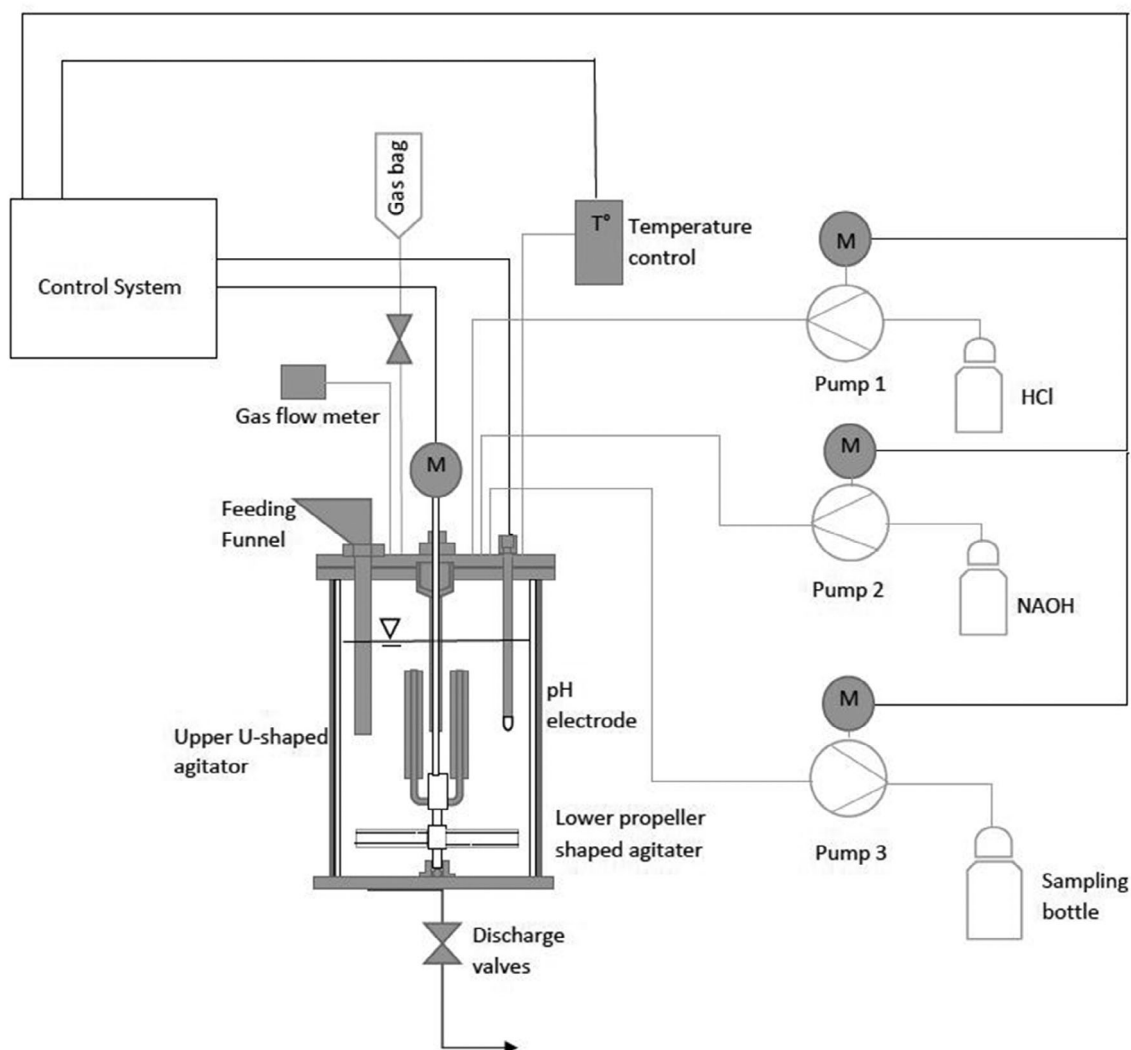 Gas bag
T°
Temperature
control
M
Control System
Pump 1
HCl
Gas flow meter
M
M
Feeding
Funnel
Pump 2
NAOH
pH
electrode
M
Upper U-shaped
agitator
Lower propeller
shaped agitater
Pump 3
Sampling
bottle
Discharge
valves